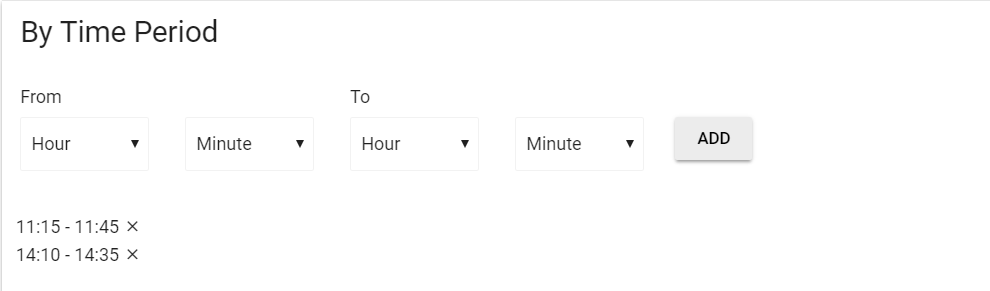 By Time Period
From To
Hour Minute Hour Minute ADD
11:15 - 11:45 ×
14:10 - 14:35 ×